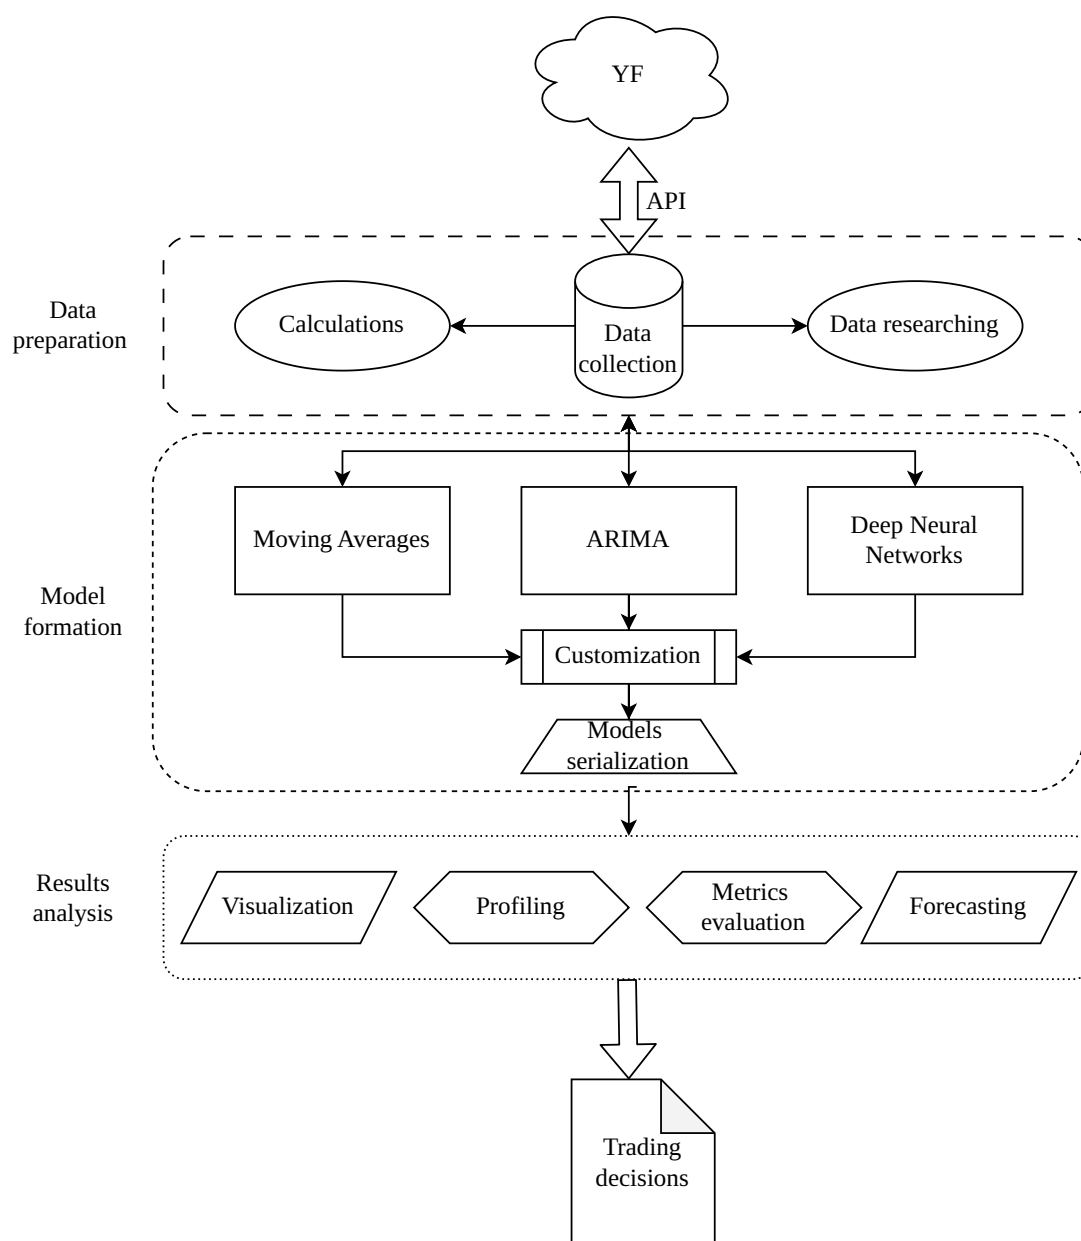 YF
API
Data
preparation
Calculations
Data
collection
Data researching
Model
formation
Moving Averages
ARIMA
Deep Neural
Networks
Customization
Models
serialization
Results
analysis
Visualization
Profiling
Metrics
evaluation
Forecasting
Trading
decisions